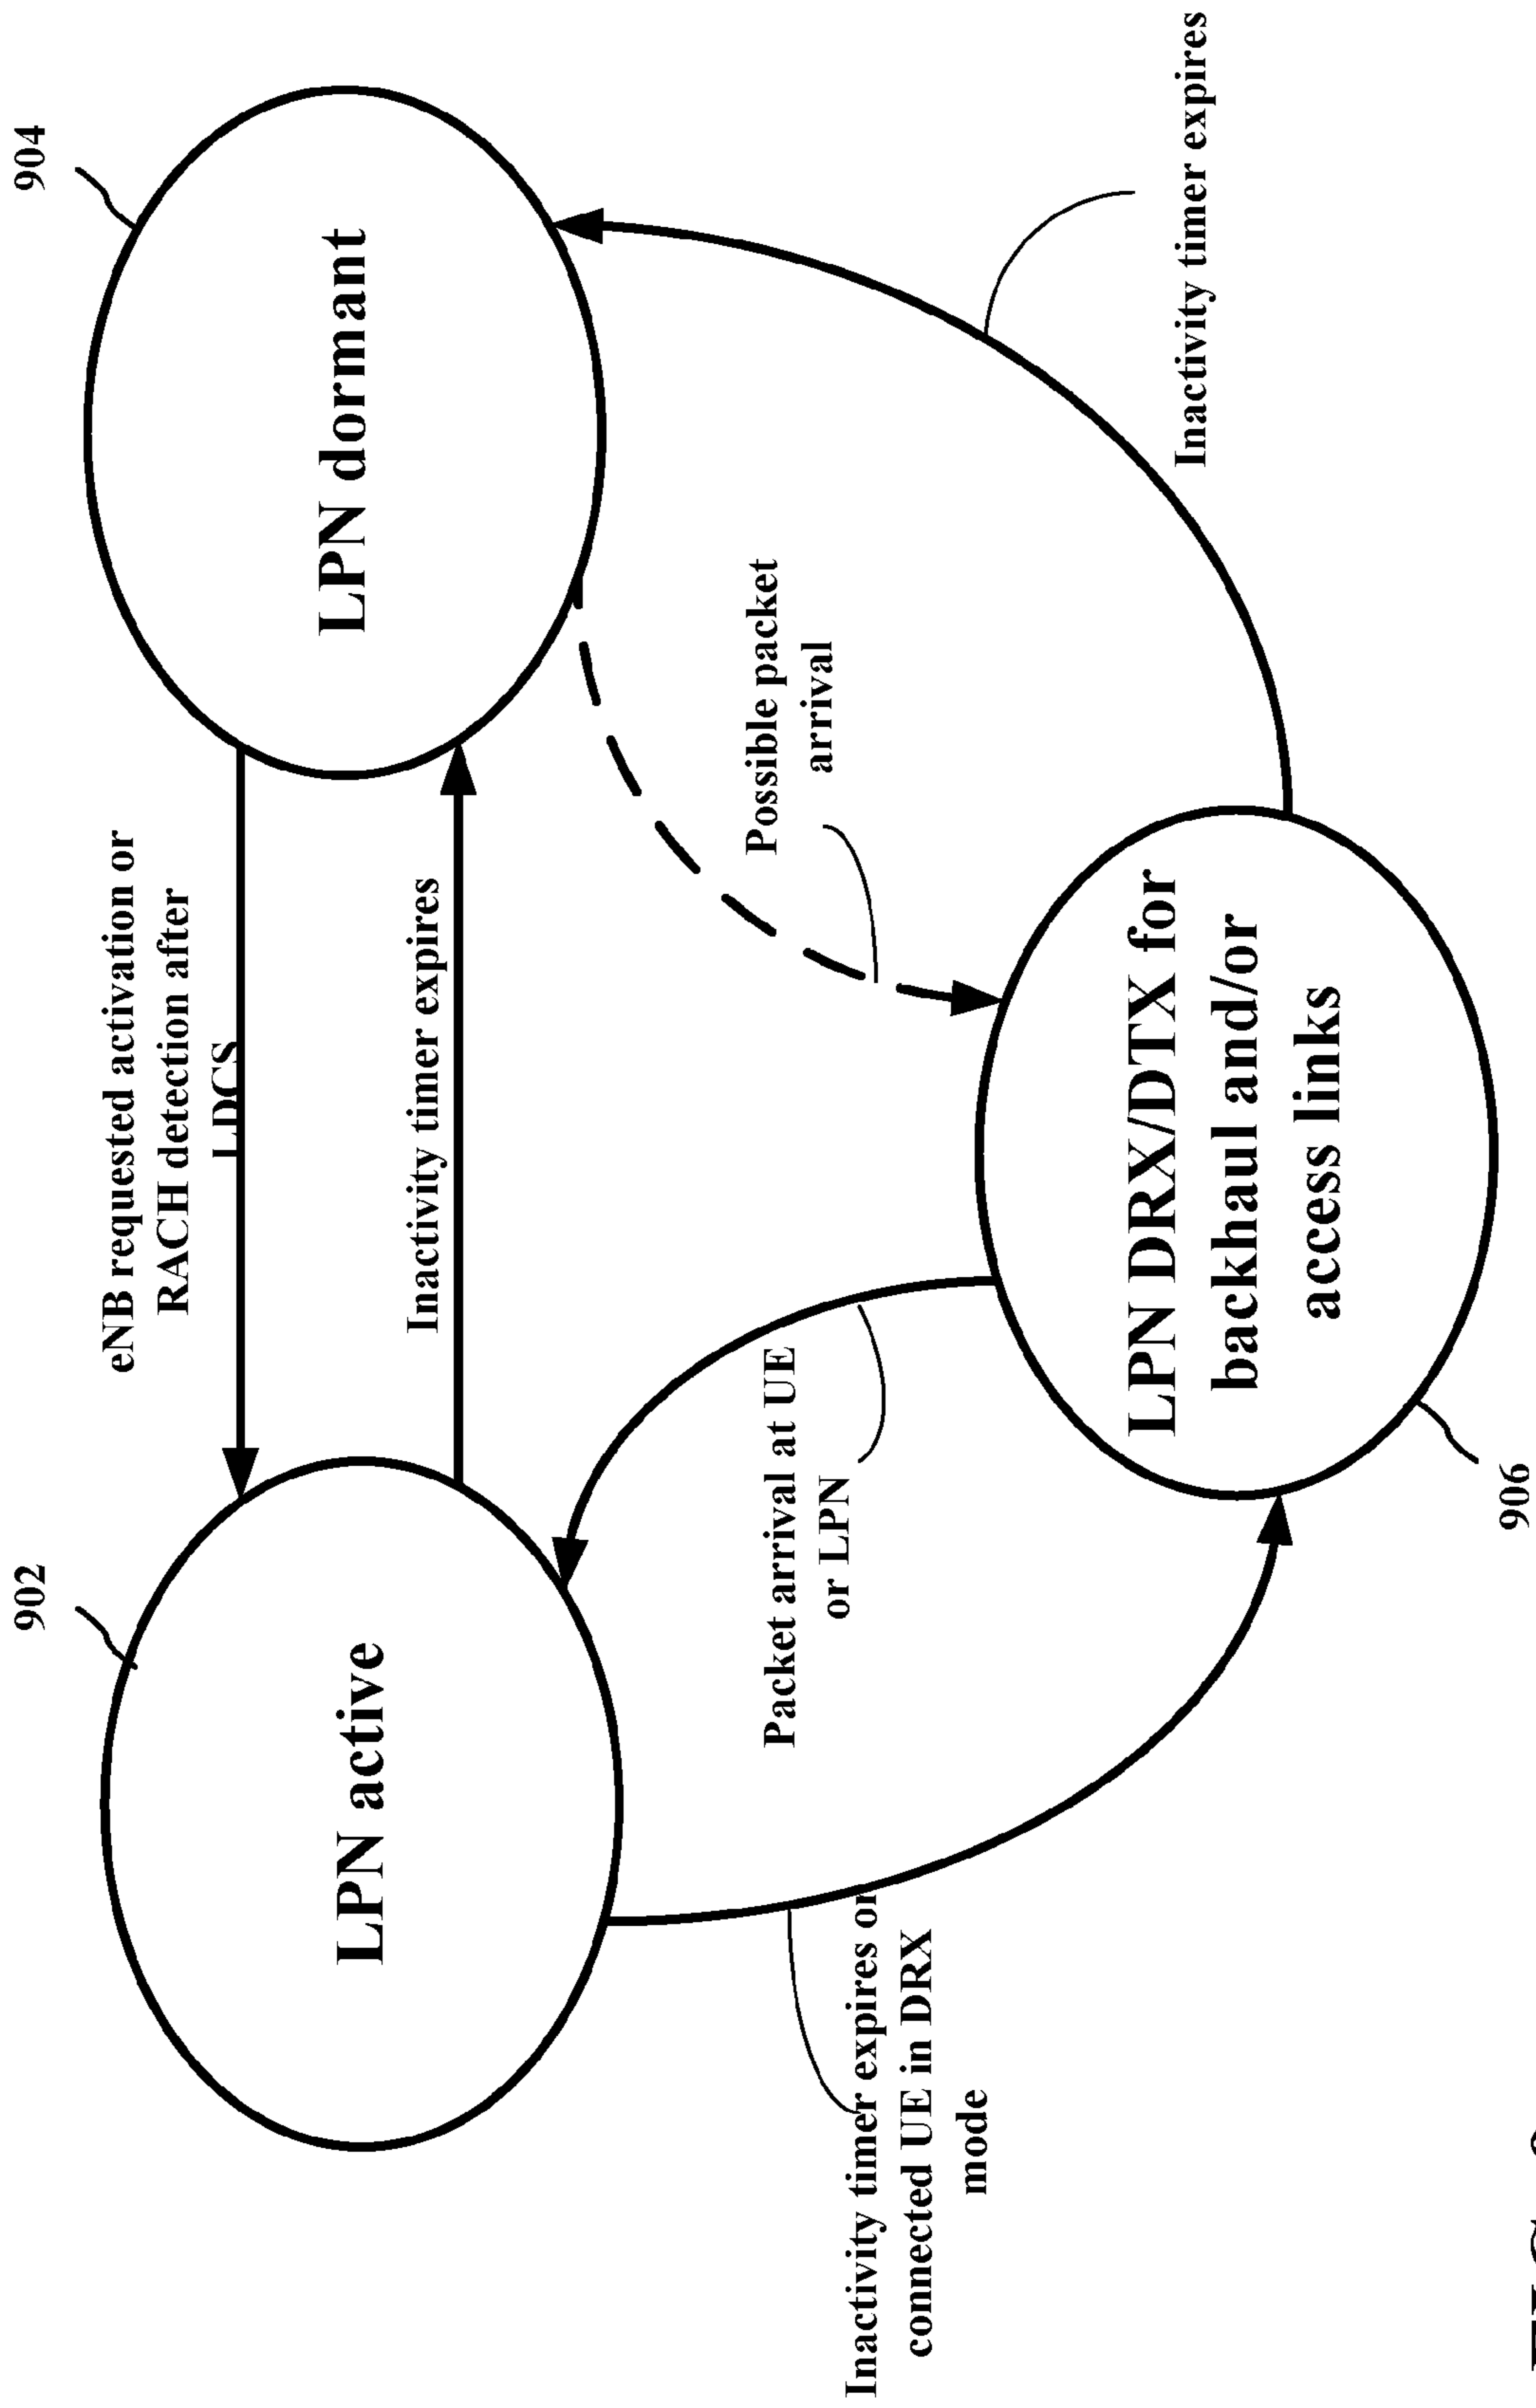 902
904
eNB requested activation or
RACH detection after
LPN active
LPN dormant
Inactivity timer expires
Possible packet
arrival
Packet arrival at UE
or LPN
Inactivity timer expires or
connected UE in DRX
mode
LPN DRX/DTX for
backhaul and/or
access links
Inactivity timer expires
906